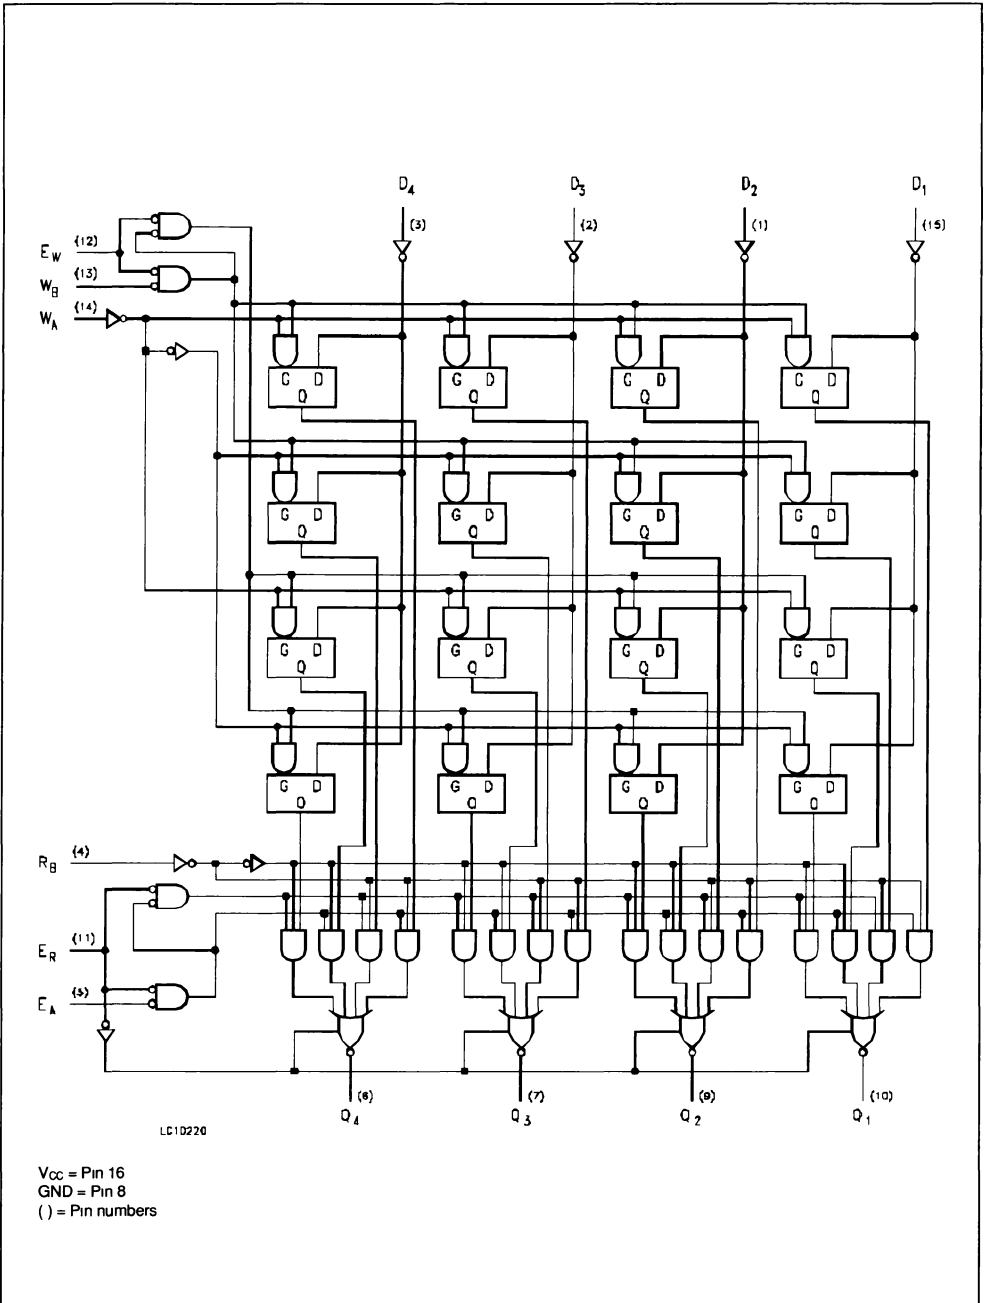 D4 D3 D2 D1
(3) (2) (1) (15)
EW (12)
WB (13)
WA (14)
G D G D G D G D
Q Q Q Q
G D G D G D G D
Q Q Q Q
G D G D G D G D
Q Q Q Q
G D G D G D G D
Q Q Q Q
RB (4)
ER (11)
EA (5)
(6) (7) (9) (10)
Q4 Q3 Q2 Q1
LC10220
VCC = Pin 16
GND = Pin 8
( ) = Pin numbers